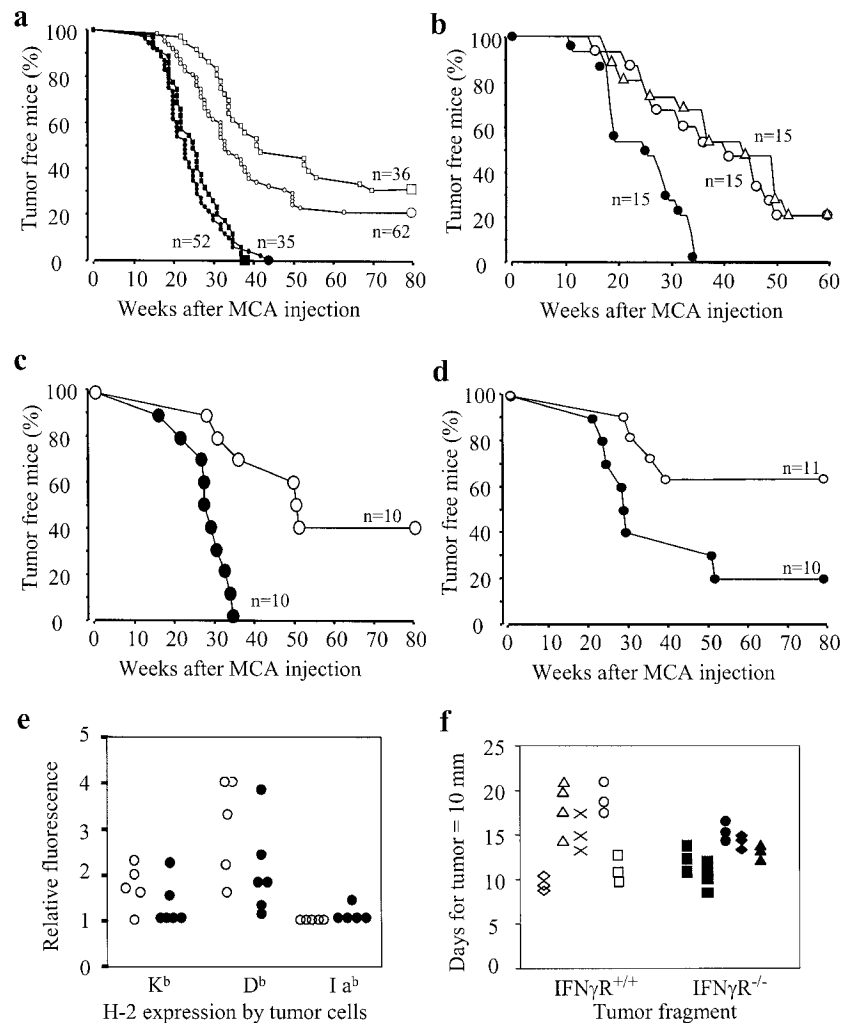 a
Tumor free mice (%)
100
80
60
40
20
0
n=36
n=62
n=52
n=35
0 10 20 30 40 50 60 70 80
Weeks after MCA injection
b
Tumor free mice (%)
100
80
60
40
20
0
n=15
n=15
n=15
0 10 20 30 40 50 60
Weeks after MCA injection
c
Tumor free mice (%)
100
80
60
40
20
0
n=10
n=10
0 10 20 30 40 50 60 70 80
Weeks after MCA injection
d
Tumor free mice (%)
100
80
60
40
20
0
n=11
n=10
0 10 20 30 40 50 60 70 80
Weeks after MCA injection
e
Relative fluorescence
5
4
3
2
1
0
Kᵇ Dᵇ I aᵇ
H-2 expression by tumor cells
f
Days for tumor = 10 mm
25
20
15
10
5
0
IFNγR⁺/⁺ IFNγR⁻/⁻
Tumor fragment